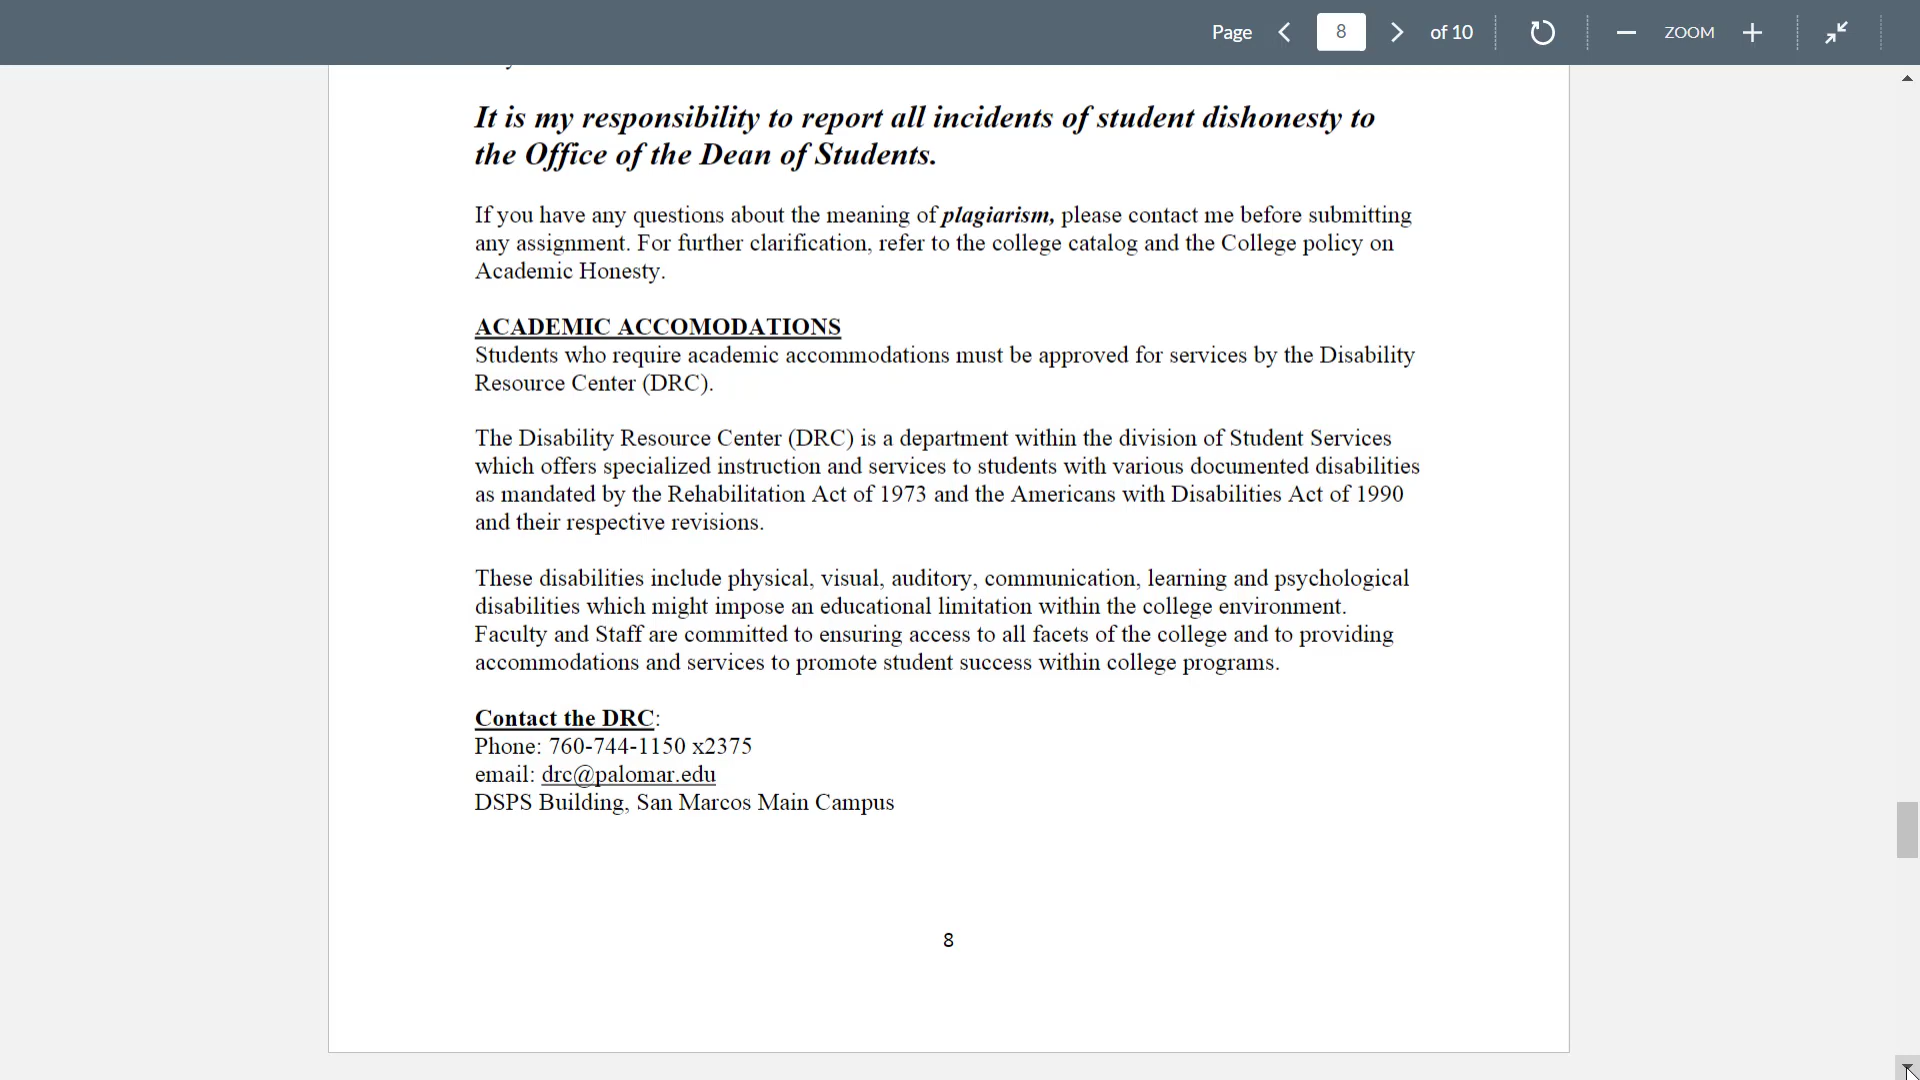 Page 8 of 10 ZOOM
It is my responsibility to report all incidents of student dishonesty to
the Office of the Dean of Students.
If you have any questions about the meaning of plagiarism, please contact me before submitting
any assignment. For further clarification, refer to the college catalog and the College policy on
Academic Honesty.
ACADEMIC ACCOMODATIONS
Students who require academic accommodations must be approved for services by the Disability
Resource Center (DRC).
The Disability Resource Center (DRC) is a department within the division of Student Services
which offers specialized instruction and services to students with various documented disabilities
as mandated by the Rehabilitation Act of 1973 and the Americans with Disabilities Act of 1990
and their respective revisions.
These disabilities include physical, visual, auditory, communication, learning and psychological
disabilities which might impose an educational limitation within the college environment.
Faculty and Staff are committed to ensuring access to all facets of the college and to providing
accommodations and services to promote student success within college programs.
Contact the DRC:
Phone: 760-744-1150 x2375
email: drc@palomar.edu
DSPS Building, San Marcos Main Campus
8